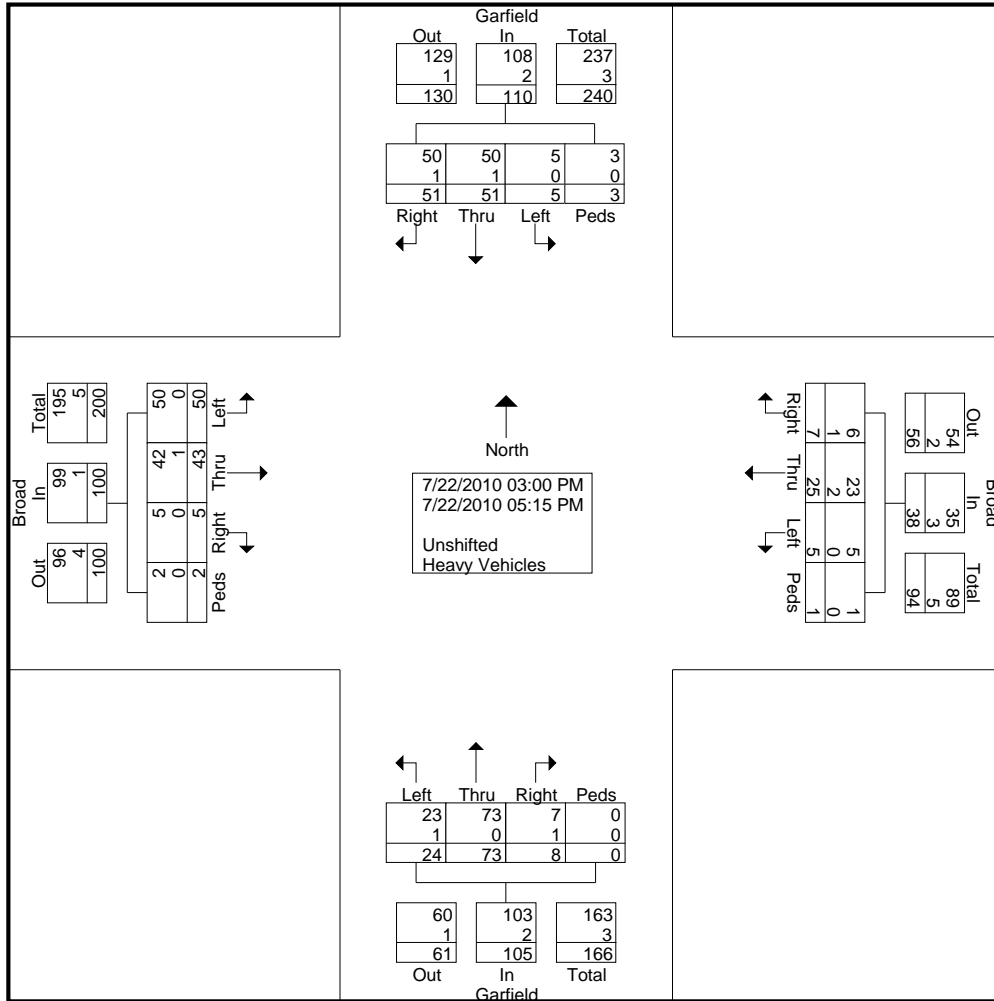 Garfield
Out In Total
129 108 237
1 2 3
130 110 240
50 50 5 3
1 1 0 0
51 51 5 3
Right Thru Left Peds
Broad
Out In Total
96 99 195
4 1 5
100 100 200
50 42 5 2
0 1 0 0
50 43 5 2
Left Thru Right Peds
North
7/22/2010 03:00 PM
7/22/2010 05:15 PM
Unshifted
Heavy Vehicles
Broad
Out In Total
54 35 89
2 3 5
56 38 94
6 23 5 1
1 2 0 0
7 25 5 1
Right Thru Left Peds
Left Thru Right Peds
23 73 7 0
1 0 1 0
24 73 8 0
60 103 163
1 2 3
61 105 166
Out In Total
Garfield